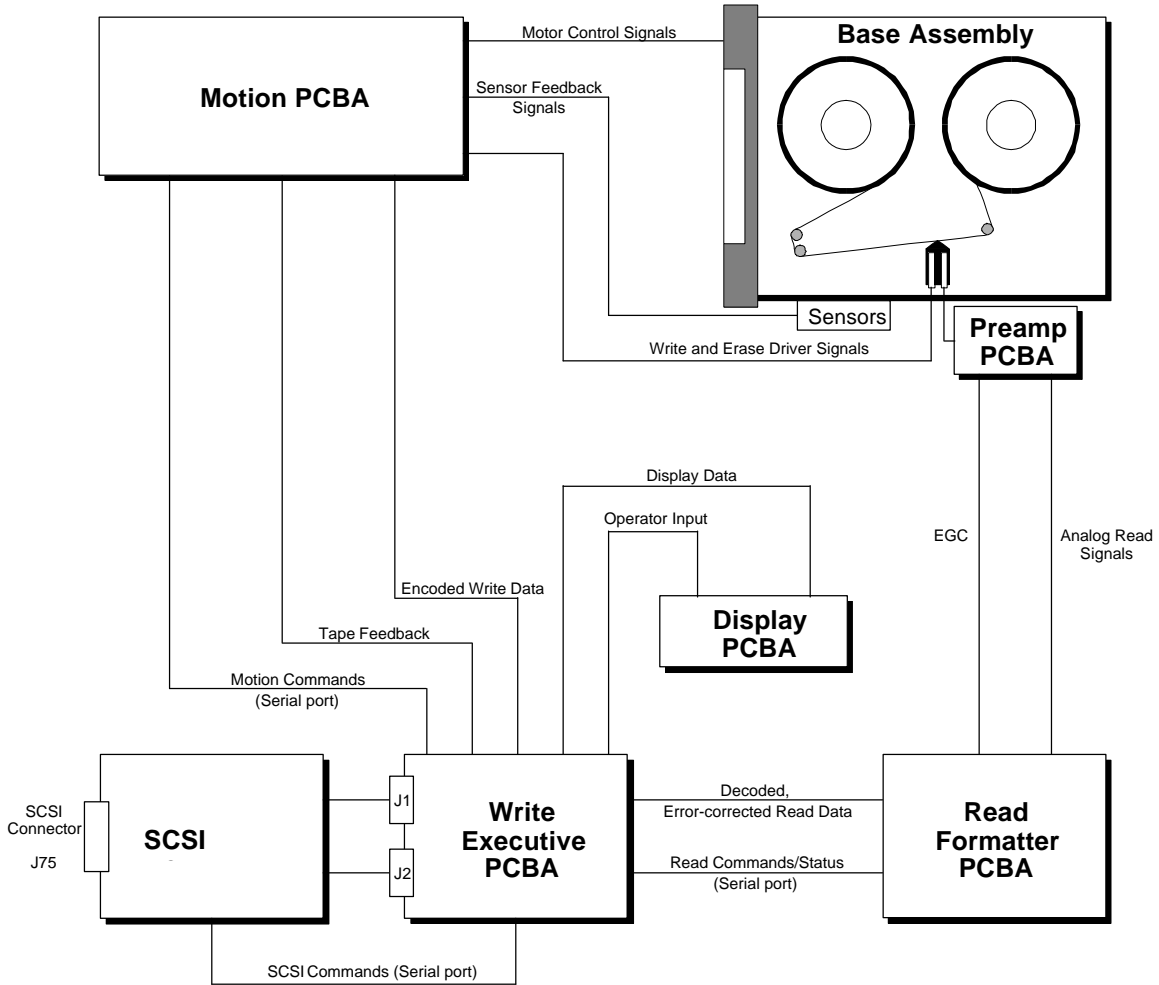 Motor Control Signals
Base Assembly
Motion PCBA
Sensor Feedback
Signals
Sensors
Preamp
PCBA
Write and Erase Driver Signals
Display Data
Operator Input
EGC
Analog Read
Signals
Encoded Write Data
Display
PCBA
Tape Feedback
Motion Commands
(Serial port)
SCSI
Connector
J75
SCSI
J1
J2
Write
Executive
PCBA
Decoded,
Error-corrected Read Data
Read Commands/Status
(Serial port)
Read
Formatter
PCBA
SCSI Commands (Serial port)